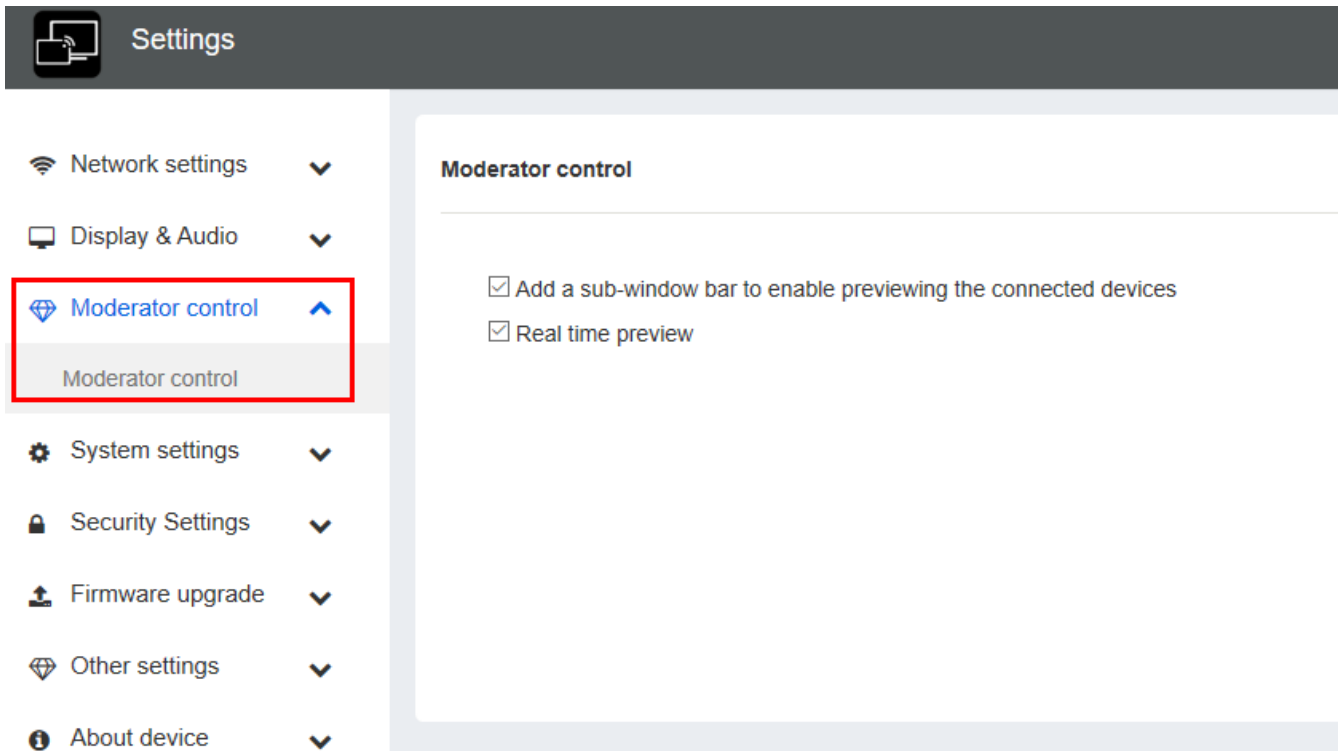 Settings
Network settings
Display & Audio
Moderator control
Moderator control
System settings
Security Settings
Firmware upgrade
Other settings
About device
Moderator control
Add a sub-window bar to enable previewing the connected devices
Real time preview